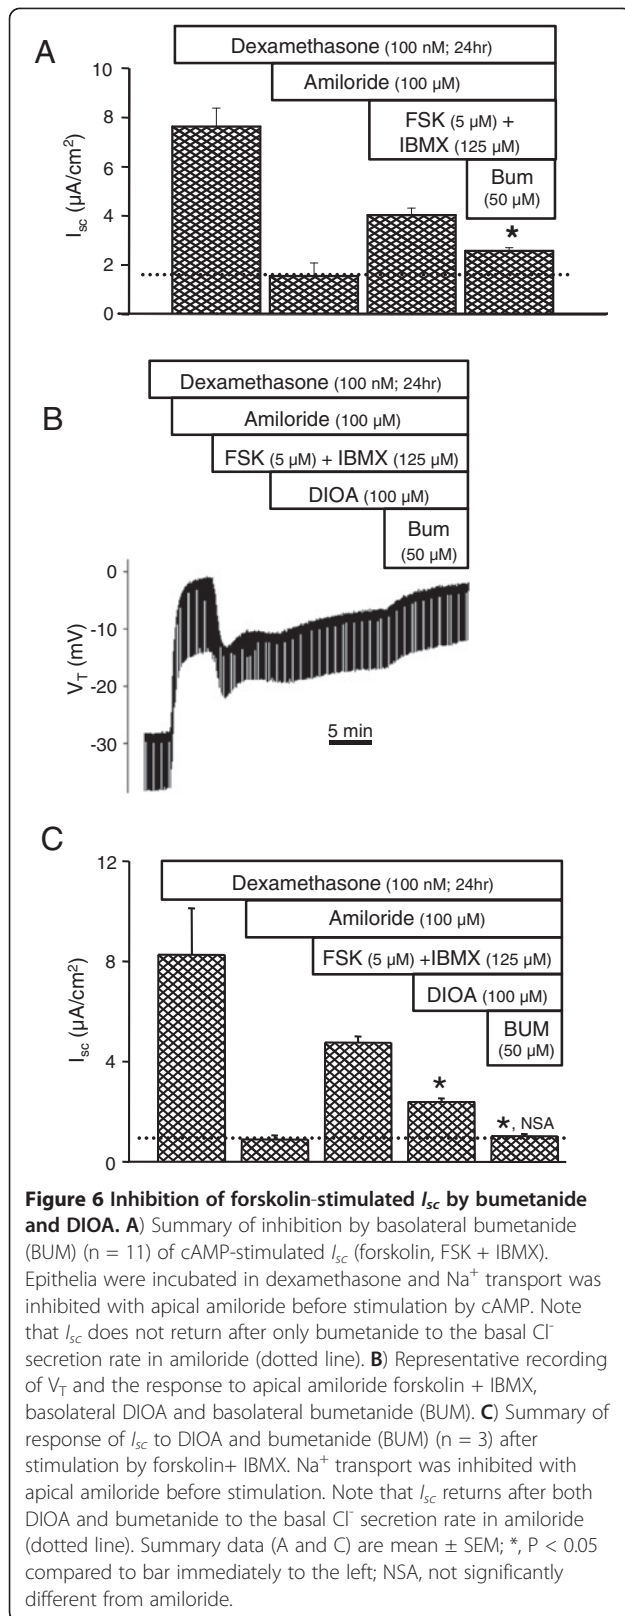 A
Dexamethasone (100 nM; 24hr)
Amiloride (100 µM)
FSK (5 µM) +
IBMX (125 µM)
Bum
(50 µM)
*
10
8
6
4
2
0
Isc (µA/cm²)
B
Dexamethasone (100 nM; 24hr)
Amiloride (100 µM)
FSK (5 µM) + IBMX (125 µM)
DIOA (100 µM)
Bum
(50 µM)
0
-10
-20
-30
VT (mV)
5 min
C
Dexamethasone (100 nM; 24hr)
Amiloride (100 µM)
FSK (5 µM) +IBMX (125 µM)
DIOA (100 µM)
BUM
(50 µM)
*
*, NSA
12
8
4
0
Isc (µA/cm²)
Figure 6 Inhibition of forskolin-stimulated Isc by bumetanide
and DIOA. A) Summary of inhibition by basolateral bumetanide
(BUM) (n = 11) of cAMP-stimulated Isc (forskolin, FSK + IBMX).
Epithelia were incubated in dexamethasone and Na⁺ transport was
inhibited with apical amiloride before stimulation by cAMP. Note
that Isc does not return after only bumetanide to the basal Cl⁻
secretion rate in amiloride (dotted line). B) Representative recording
of VT and the response to apical amiloride forskolin + IBMX,
basolateral DIOA and basolateral bumetanide (BUM). C) Summary of
response of Isc to DIOA and bumetanide (BUM) (n = 3) after
stimulation by forskolin+ IBMX. Na⁺ transport was inhibited with
apical amiloride before stimulation. Note that Isc returns after both
DIOA and bumetanide to the basal Cl⁻ secretion rate in amiloride
(dotted line). Summary data (A and C) are mean ± SEM; *, P < 0.05
compared to bar immediately to the left; NSA, not significantly
different from amiloride.